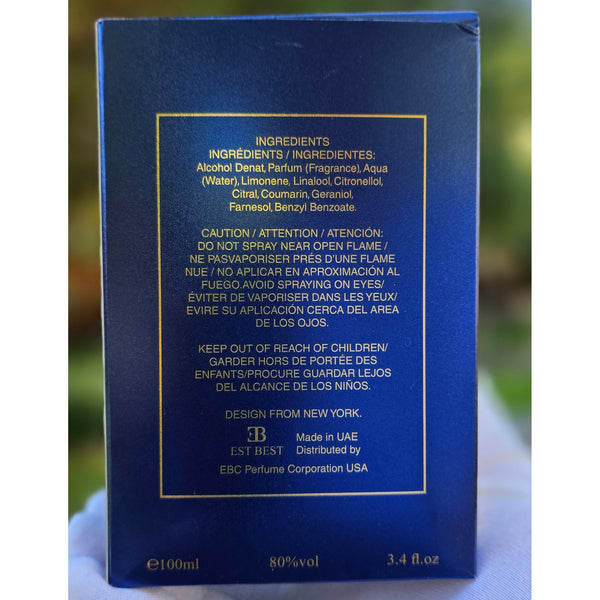 INGREDIENTS
INGRÉDIENTS / INGREDIENTES:
Alcohol Denat, Parfum (Fragrance), Aqua
(Water), Limonene, Linalool, Citronellol,
Citral, Coumarin, Geraniol,
Farnesol, Benzyl Benzoate.
CAUTION / ATTENTION / ATENCIÓN:
DO NOT SPRAY NEAR OPEN FLAME /
NE PASVAPORISER PRÉS D'UNE FLAME
NUE / NO APLICAR EN APROXIMACIÓN AL
FUEGO.AVOID SPRAYING ON EYES/
ÉVITER DE VAPORISER DANS LES YEUX/
EVIRE SU APLICACIÓN CERCA DEL AREA
DE LOS OJOS.
KEEP OUT OF REACH OF CHILDREN/
GARDER HORS DE PORTÉE DES
ENFANTS/PROCURE GUARDAR LEJOS
DEL ALCANCE DE LOS NIÑOS.
DESIGN FROM NEW YORK.
EB
EST BEST
Made in UAE
Distributed by
EBC Perfume Corporation USA
℮100ml 80%vol 3.4 fl.oz